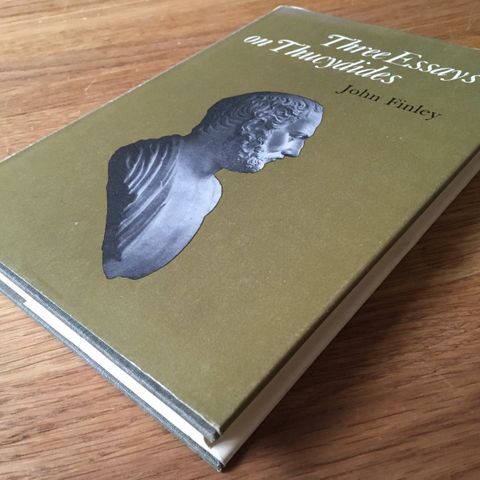 Three Essays
on Thucydides
John Finley